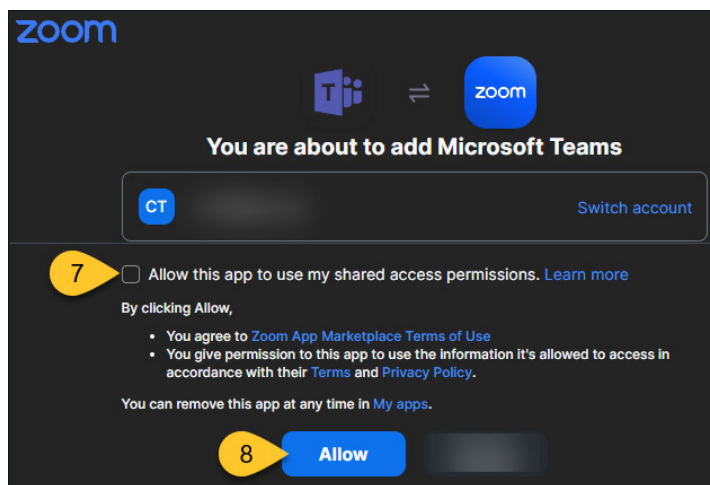 zoom
T zoom
You are about to add Microsoft Teams
CT
Switch account
7 Allow this app to use my shared access permissions. Learn more
By clicking Allow,
• You agree to Zoom App Marketplace Terms of Use
• You give permission to this app to use the information it's allowed to access in
accordance with their Terms and Privacy Policy.
You can remove this app at any time in My apps.
8 Allow